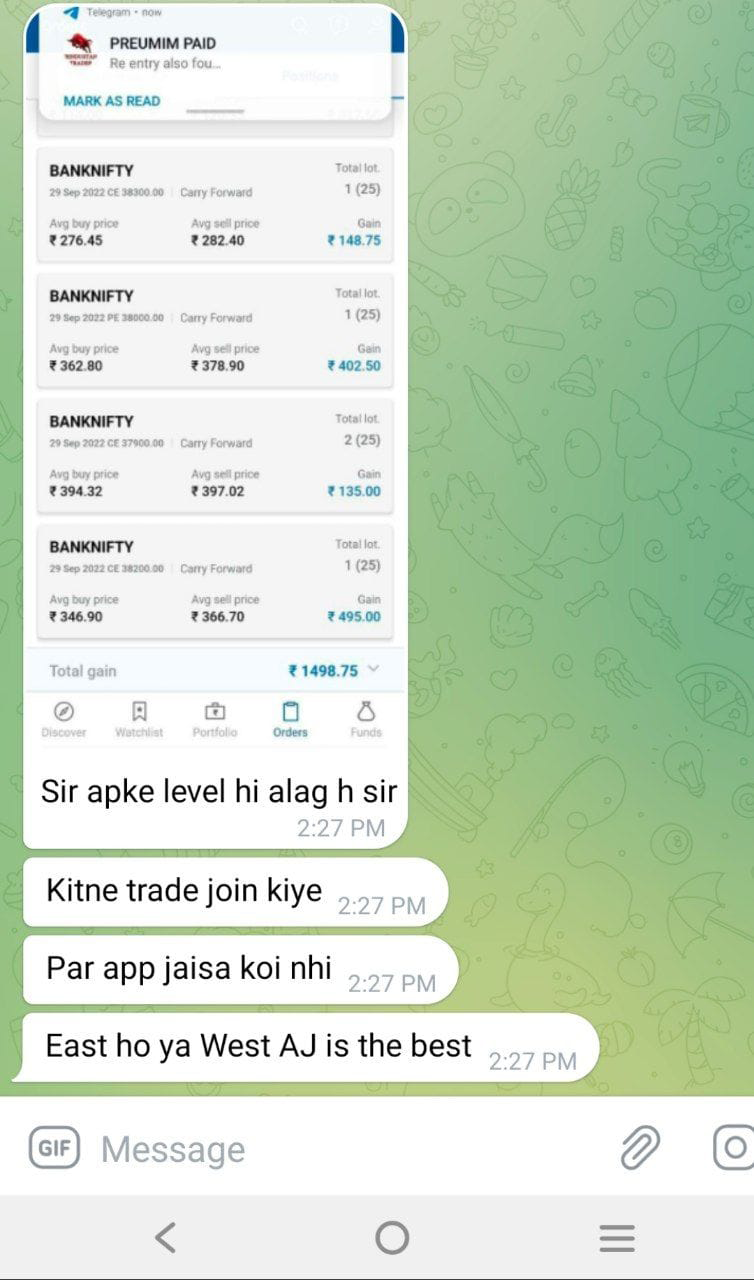 Telegram • now
PREUMIM PAID
Re entry also fou...
HINDUSTAN
TRADER
Positions
MARK AS READ
BANKNIFTY
Total lot.
29 Sep 2022 CE 38300.00 Carry Forward
1 (25)
Avg buy price Avg sell price Gain
₹ 276.45 ₹ 282.40 ₹ 148.75
BANKNIFTY
Total lot.
29 Sep 2022 PE 38000.00 Carry Forward
1 (25)
Avg buy price Avg sell price Gain
₹ 362.80 ₹ 378.90 ₹ 402.50
BANKNIFTY
Total lot.
29 Sep 2022 CE 37900.00 Carry Forward
2 (25)
Avg buy price Avg sell price Gain
₹ 394.32 ₹ 397.02 ₹ 135.00
BANKNIFTY
Total lot.
29 Sep 2022 CE 38200.00 Carry Forward
1 (25)
Avg buy price Avg sell price Gain
₹ 346.90 ₹ 366.70 ₹ 495.00
Total gain ₹ 1498.75
Discover Watchlist Portfolio Orders Funds
Sir apke level hi alag h sir
2:27 PM
Kitne trade join kiye 2:27 PM
Par app jaisa koi nhi 2:27 PM
East ho ya West AJ is the best 2:27 PM
GIF Message